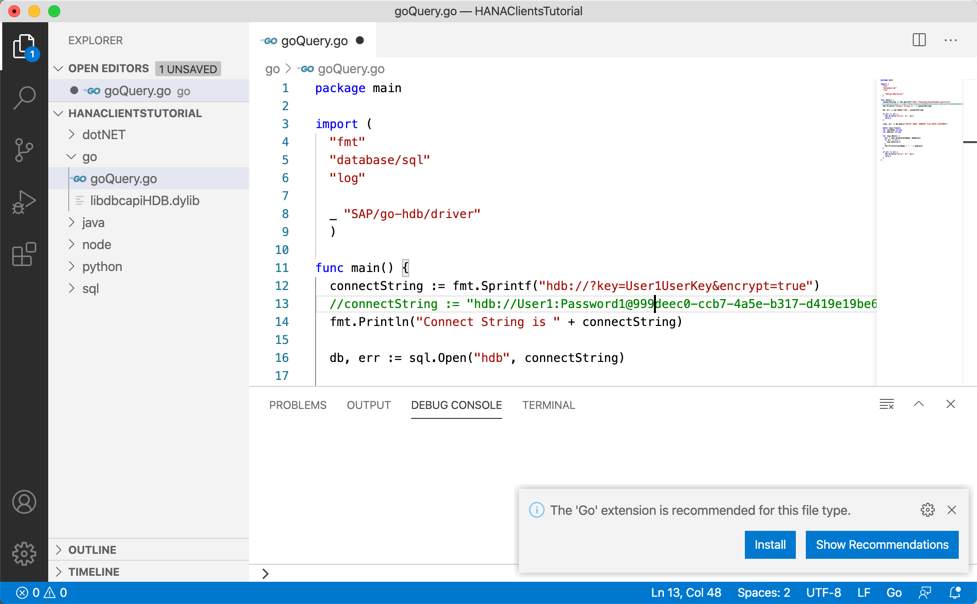 goQuery.go — HANAClientsTutorial
1
EXPLORER
OPEN EDITORS 1 UNSAVED
goQuery.go go
HANACLIENTSTUTORIAL
dotNET
go
goQuery.go
libdbcapiHDB.dylib
java
node
python
sql
OUTLINE
TIMELINE
goQuery.go
go > goQuery.go
1 package main
2
3 import (
4 "fmt"
5 "database/sql"
6 "log"
7
8 _ "SAP/go-hdb/driver"
9 )
10
11 func main() {
12 connectString := fmt.Sprintf("hdb://?key=User1UserKey&encrypt=true")
13 //connectString := "hdb://User1:Password1@999deec0-ccb7-4a5e-b317-d419e19be6
14 fmt.Println("Connect String is " + connectString)
15
16 db, err := sql.Open("hdb", connectString)
17
PROBLEMS OUTPUT DEBUG CONSOLE TERMINAL
The 'Go' extension is recommended for this file type.
Install Show Recommendations
>
0 0 Ln 13, Col 48 Spaces: 2 UTF-8 LF Go